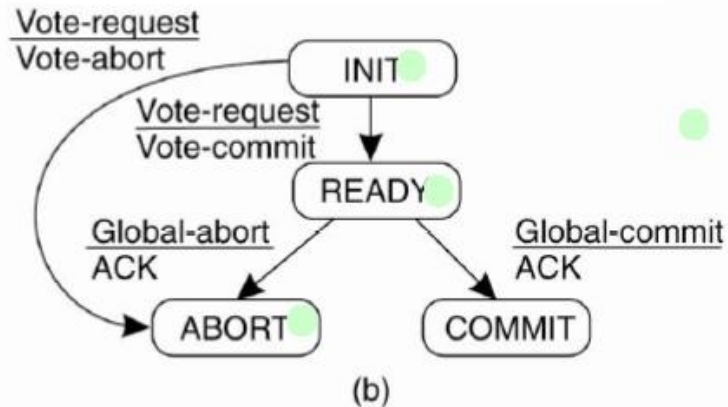 Vote-request
Vote-abort
INIT
Vote-request
Vote-commit
READY
Global-abort
ACK
Global-commit
ACK
ABORT
COMMIT
(b)